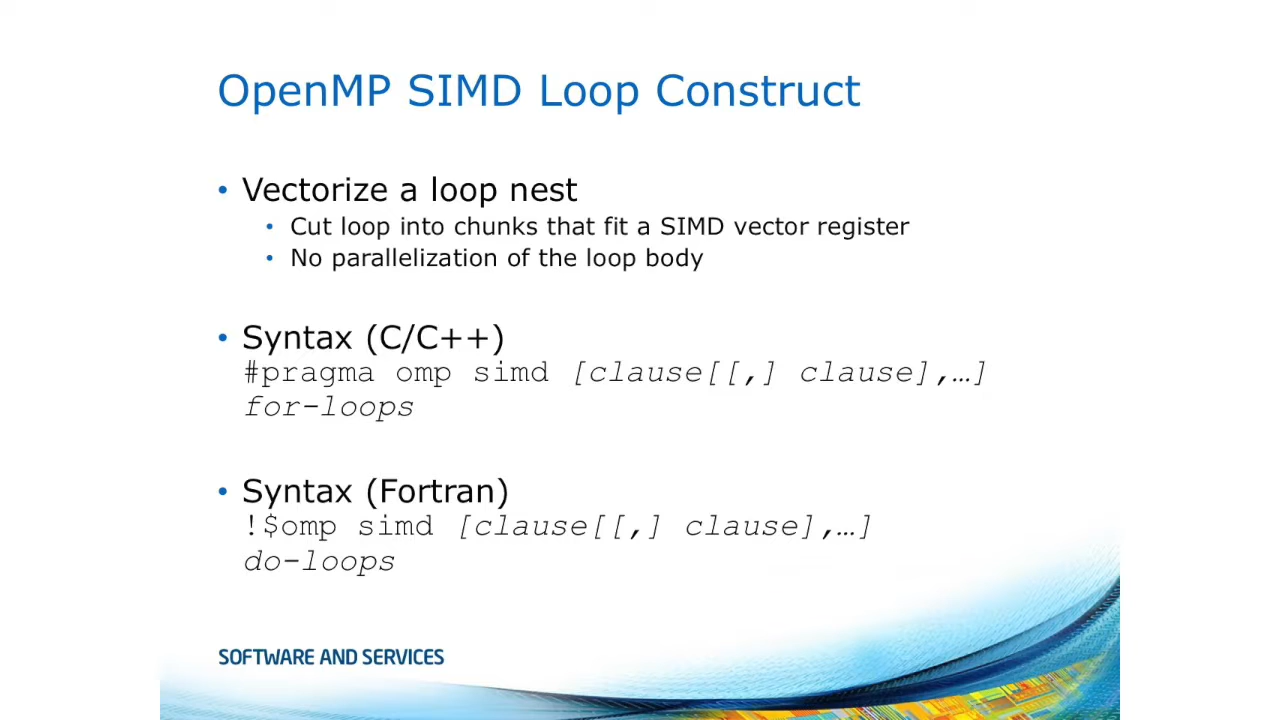 OpenMP SIMD Loop Construct
• Vectorize a loop nest
• Cut loop into chunks that fit a SIMD vector register
• No parallelization of the loop body
• Syntax (C/C++)
#pragma omp simd [clause[[,] clause],…]
for-loops
• Syntax (Fortran)
!$omp simd [clause[[,] clause],…]
do-loops
SOFTWARE AND SERVICES